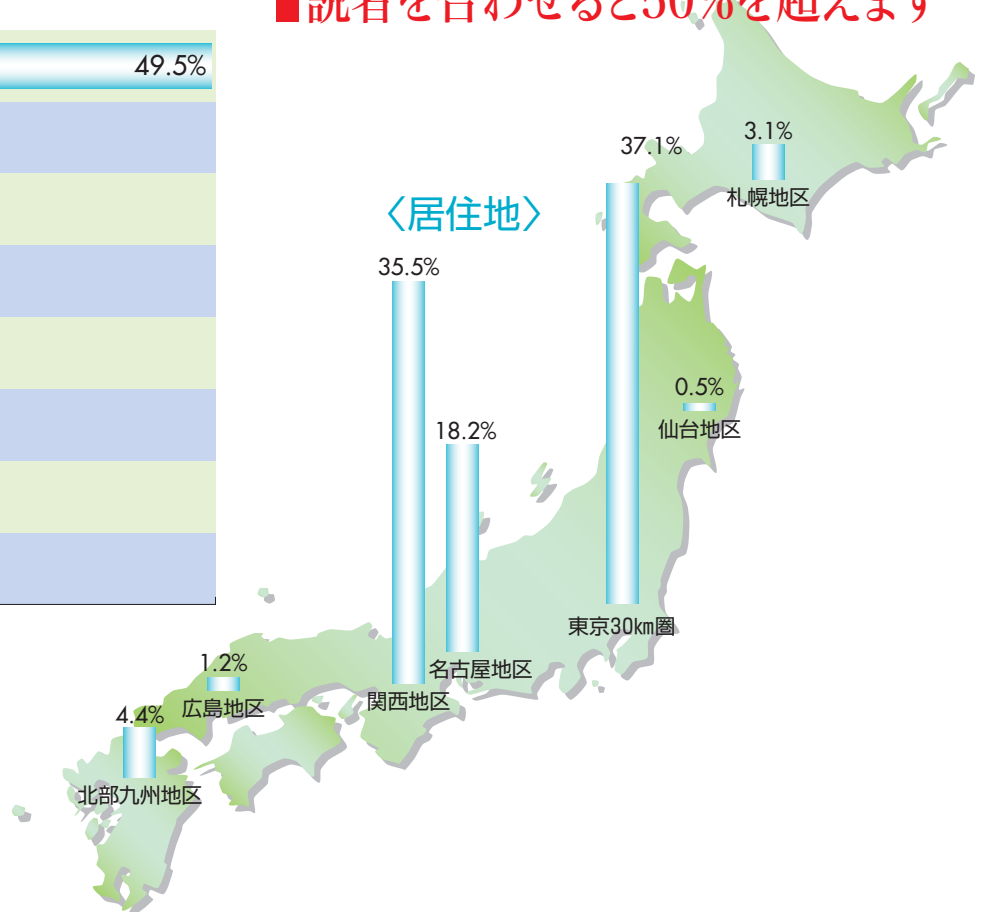 ■読者を合わせると50%を超えます
49.5%
〈居住地〉
3.1%
札幌地区
37.1%
東京30km圏
0.5%
仙台地区
35.5%
関西地区
18.2%
名古屋地区
1.2%
広島地区
4.4%
北部九州地区